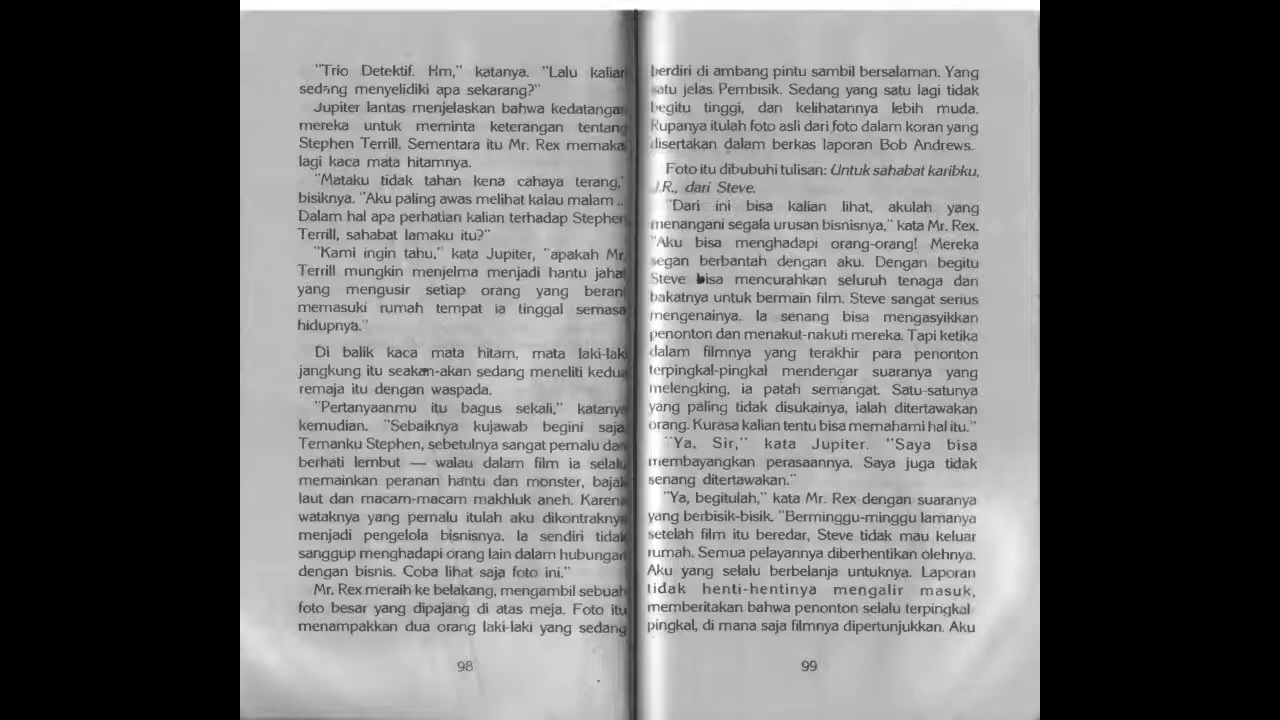 "Trio Detektif. Hm," katanya. "Lalu kalian
sedang menyelidiki apa sekarang?"
Jupiter lantas menjelaskan bahwa kedatangan
mereka untuk meminta keterangan tentang
Stephen Terrill. Sementara itu Mr. Rex memakai
lagi kaca mata hitamnya.
"Mataku tidak tahan kena cahaya terang,"
bisiknya. "Aku paling awas melihat kalau malam ...
Dalam hal apa perhatian kalian terhadap Stephen
Terrill, sahabat lamaku itu?"
"Kami ingin tahu," kata Jupiter, "apakah Mr.
Terrill mungkin menjelma menjadi hantu jahat
yang mengusir setiap orang yang berani
memasuki rumah tempat ia tinggal semasa
hidupnya."
Di balik kaca mata hitam, mata laki-laki
jangkung itu seakan-akan sedang meneliti kedua
remaja itu dengan waspada.
"Pertanyaanmu itu bagus sekali," katanya
kemudian. "Sebaiknya kujawab begini saja.
Temanku Stephen, sebetulnya sangat pemalu dan
berhati lembut — walau dalam film ia selalu
memainkan peranan hantu dan monster, bajak
laut dan macam-macam makhluk aneh. Karena
wataknya yang pemalu itulah aku dikontraknya
menjadi pengelola bisnisnya. Ia sendiri tidak
sanggup menghadapi orang lain dalam hubungan
dengan bisnis. Coba lihat saja foto ini."
Mr. Rex meraih ke belakang, mengambil sebuah
foto besar yang dipajang di atas meja. Foto itu
menampakkan dua orang laki-laki yang sedang
98
berdiri di ambang pintu sambil bersalaman. Yang
satu jelas Pembisik. Sedang yang satu lagi tidak
begitu tinggi, dan kelihatannya lebih muda.
Rupanya itulah foto asli dari foto dalam koran yang
disertakan dalam berkas laporan Bob Andrews.
Foto itu dibubuhi tulisan: Untuk sahabat karibku,
J.R., dari Steve.
"Dari ini bisa kalian lihat, akulah yang
menangani segala urusan bisnisnya," kata Mr. Rex.
"Aku bisa menghadapi orang-orang! Mereka
segan berbantah dengan aku. Dengan begitu
Steve bisa mencurahkan seluruh tenaga dan
bakatnya untuk bermain film. Steve sangat serius
mengenainya. Ia senang bisa mengasyikkan
penonton dan menakut-nakuti mereka. Tapi ketika
dalam filmnya yang terakhir para penonton
terpingkal-pingkal mendengar suaranya yang
melengking, ia patah semangat. Satu-satunya
yang paling tidak disukainya, ialah ditertawakan
orang. Kurasa kalian tentu bisa memahami hal itu."
"Ya, Sir," kata Jupiter. "Saya bisa
membayangkan perasaannya. Saya juga tidak
senang ditertawakan."
"Ya, begitulah," kata Mr. Rex dengan suaranya
yang berbisik-bisik. "Berminggu-minggu lamanya
setelah film itu beredar, Steve tidak mau keluar
rumah. Semua pelayannya diberhentikan olehnya.
Aku yang selalu berbelanja untuknya. Laporan
tidak henti-hentinya mengalir masuk,
memberitakan bahwa penonton selalu terpingkal-
pingkal, di mana saja filmnya dipertunjukkan. Aku
99